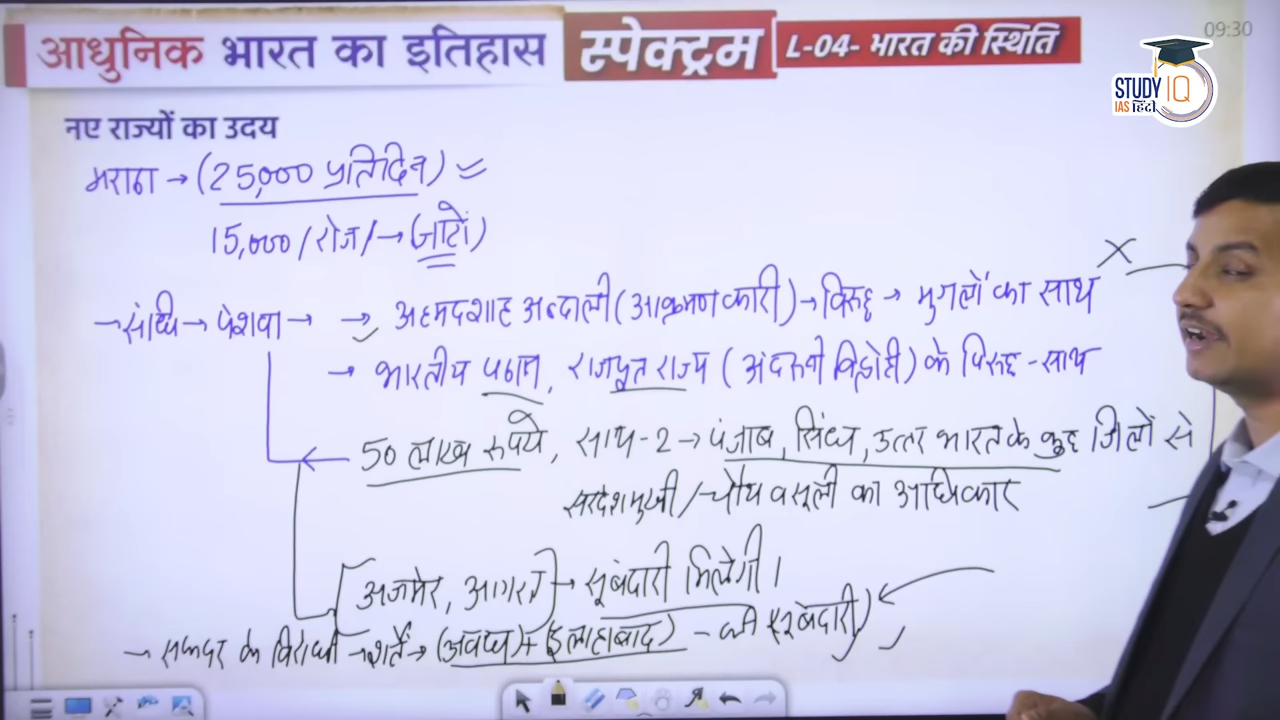 आधुनिक भारत का इतिहास स्पेक्ट्रम L-04- भारत की स्थिति
09:30
STUDY IQ
IAS हिंदी
नए राज्यों का उदय
मराठा → (25,000 प्रतिदिन)
15,000/रोज/→ (जाटों)
→ संधि → पेशवा → → अहमदशाह अब्दाली (आक्रमणकारी) → विरुद्ध → मुगलों का साथ
→ भारतीय पठान, राजपूत राज्य (अंदरुनी विद्रोही) के विरुद्ध - साथ
50 लाख रुपये, साथ-2 → पंजाब, सिंध, उत्तर भारत के कुछ जिलों से
सरदेशमुखी/चौथ वसूली का अधिकार
अजमेर, आगरा → सूबेदारी मिलेगी।
→ सफदर के विरोधी → शर्ते → (अवध) + (इलाहाबाद) - की सूबेदारी)